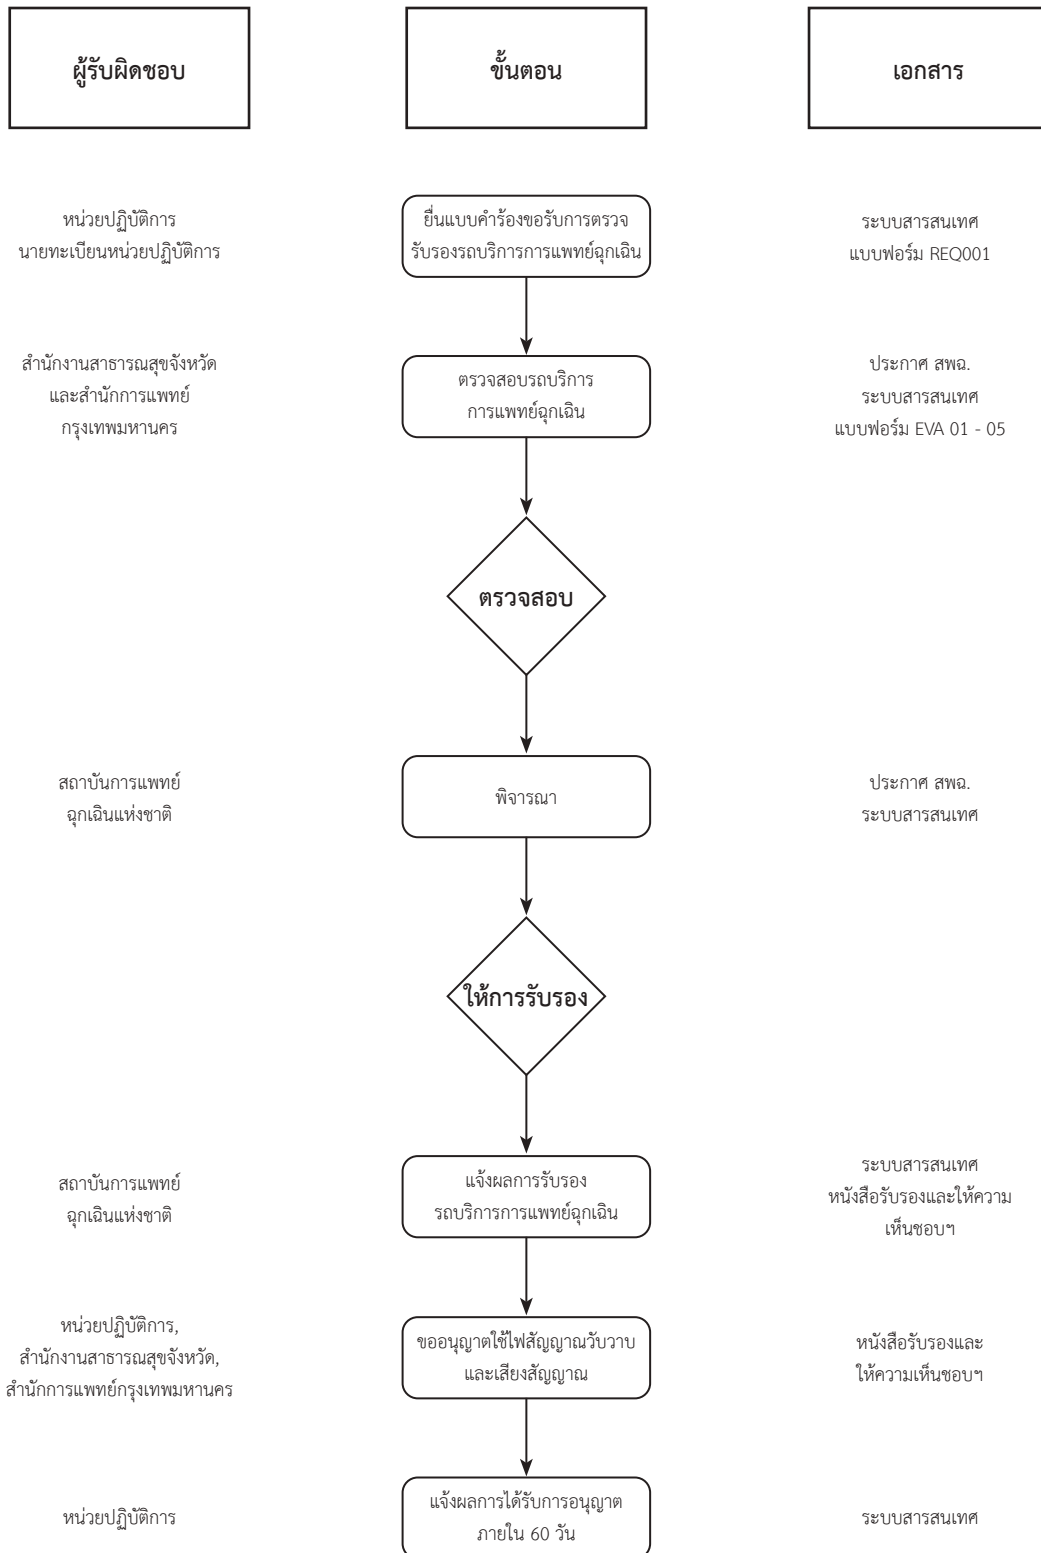 ผู้รับผิดชอบ
ขั้นตอน
เอกสาร
หน่วยปฏิบัติการ
นายทะเบียนหน่วยปฏิบัติการ
ยื่นแบบคำร้องขอรับการตรวจ
รับรองรถบริการการแพทย์ฉุกเฉิน
ระบบสารสนเทศ
แบบฟอร์ม REQ001
สำนักงานสาธารณสุขจังหวัด
และสำนักการแพทย์
กรุงเทพมหานคร
ตรวจสอบรถบริการ
การแพทย์ฉุกเฉิน
ประกาศ สพฉ.
ระบบสารสนเทศ
แบบฟอร์ม EVA 01 - 05
ตรวจสอบ
สถาบันการแพทย์
ฉุกเฉินแห่งชาติ
พิจารณา
ประกาศ สพฉ.
ระบบสารสนเทศ
ให้การรับรอง
สถาบันการแพทย์
ฉุกเฉินแห่งชาติ
แจ้งผลการรับรอง
รถบริการการแพทย์ฉุกเฉิน
ระบบสารสนเทศ
หนังสือรับรองและให้ความ
เห็นชอบฯ
หน่วยปฏิบัติการ,
สำนักงานสาธารณสุขจังหวัด,
สำนักการแพทย์กรุงเทพมหานคร
ขออนุญาตใช้ไฟสัญญาณวับวาบ
และเสียงสัญญาณ
หนังสือรับรองและ
ให้ความเห็นชอบฯ
หน่วยปฏิบัติการ
แจ้งผลการได้รับการอนุญาต
ภายใน 60 วัน
ระบบสารสนเทศ